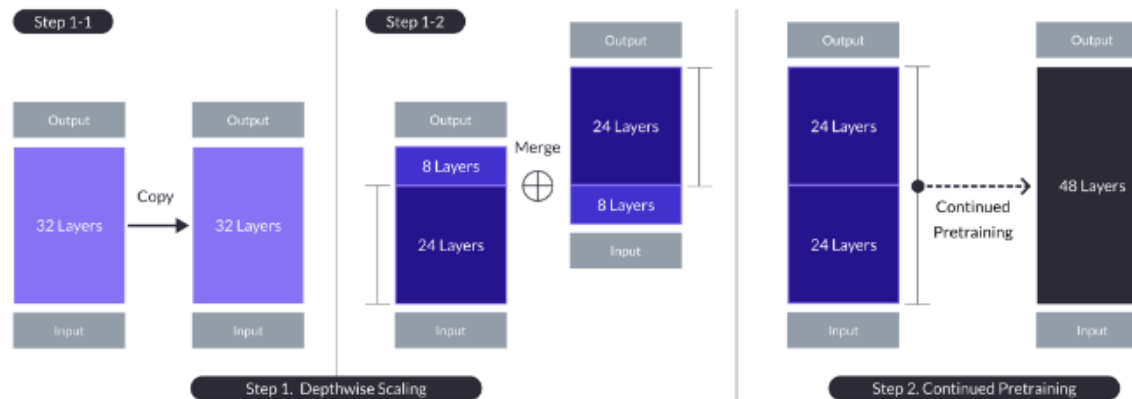 Step 1-1
Output
Output
32 Layers
Copy
32 Layers
Input
Input
Step 1-2
Output
8 Layers
24 Layers
Input
Merge
Output
24 Layers
8 Layers
Input
Step 1. Depthwise Scaling
Output
24 Layers
24 Layers
Input
Continued
Pretraining
Output
48 Layers
Input
Step 2. Continued Pretraining